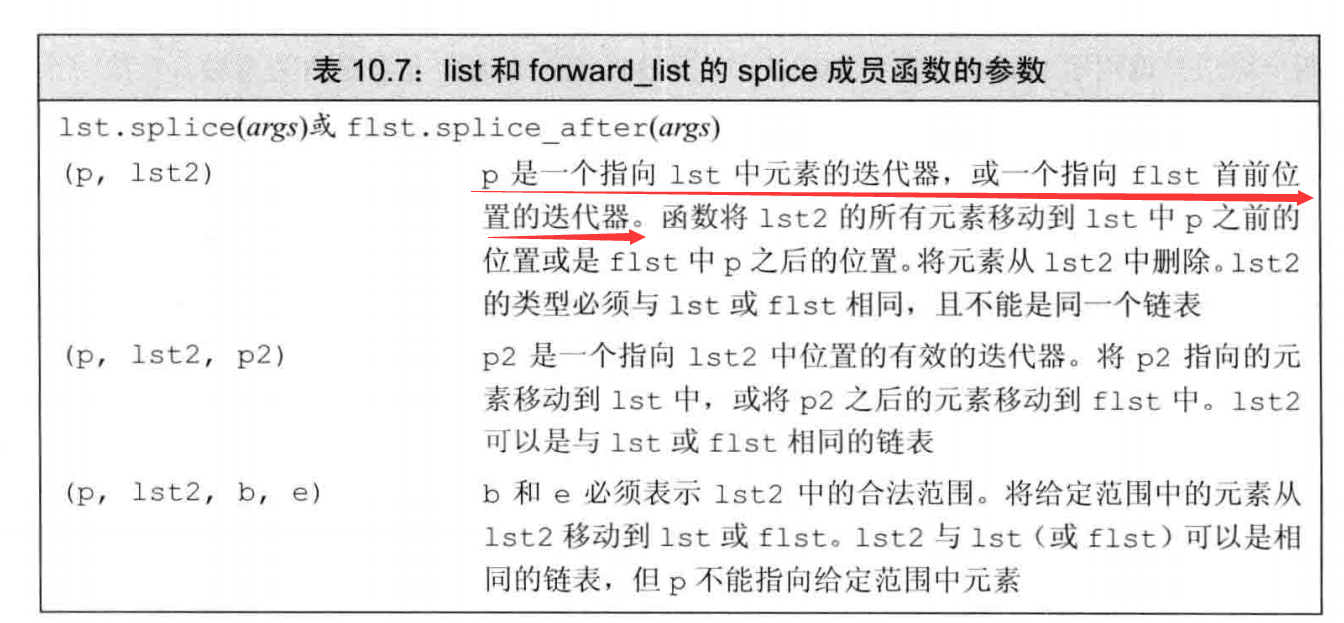 表 10.7：list 和 forward_list 的 splice 成员函数的参数
lst.splice(args)或 flst.splice_after(args)
(p, lst2) p 是一个指向 lst 中元素的迭代器，或一个指向 flst 首前位
置的迭代器。函数将 lst2 的所有元素移动到 lst 中 p 之前的
位置或是 flst 中 p 之后的位置。将元素从 lst2 中删除。lst2
的类型必须与 lst 或 flst 相同，且不能是同一个链表
(p, lst2, p2) p2 是一个指向 lst2 中位置的有效的迭代器。将 p2 指向的元
素移动到 lst 中，或将 p2 之后的元素移动到 flst 中。lst2
可以是与 lst 或 flst 相同的链表
(p, lst2, b, e) b 和 e 必须表示 lst2 中的合法范围。将给定范围中的元素从
lst2 移动到 lst 或 flst。lst2 与 lst（或 flst）可以是相
同的链表，但 p 不能指向给定范围中元素